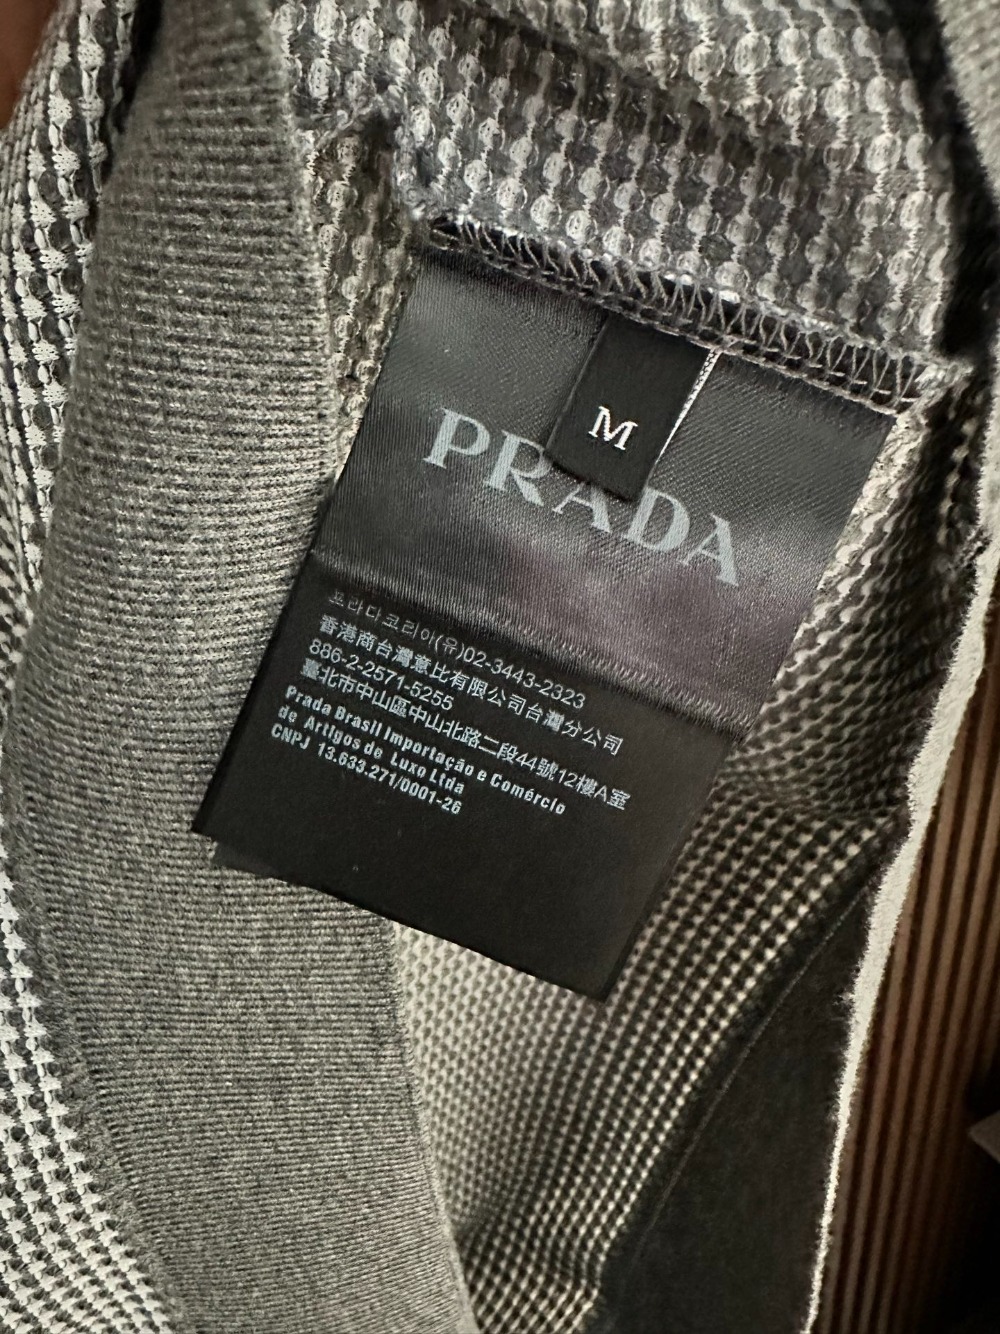 M
PRADA
프라다코리아(유)02-3443-2323
香港商台灣意比有限公司台灣分公司
886-2-2571-5255
臺北市中山區中山北路二段44號12樓A室
Prada Brasil Importação e Comércio
de Artigos de Luxo Ltda
CNPJ 13.633.271/0001-26